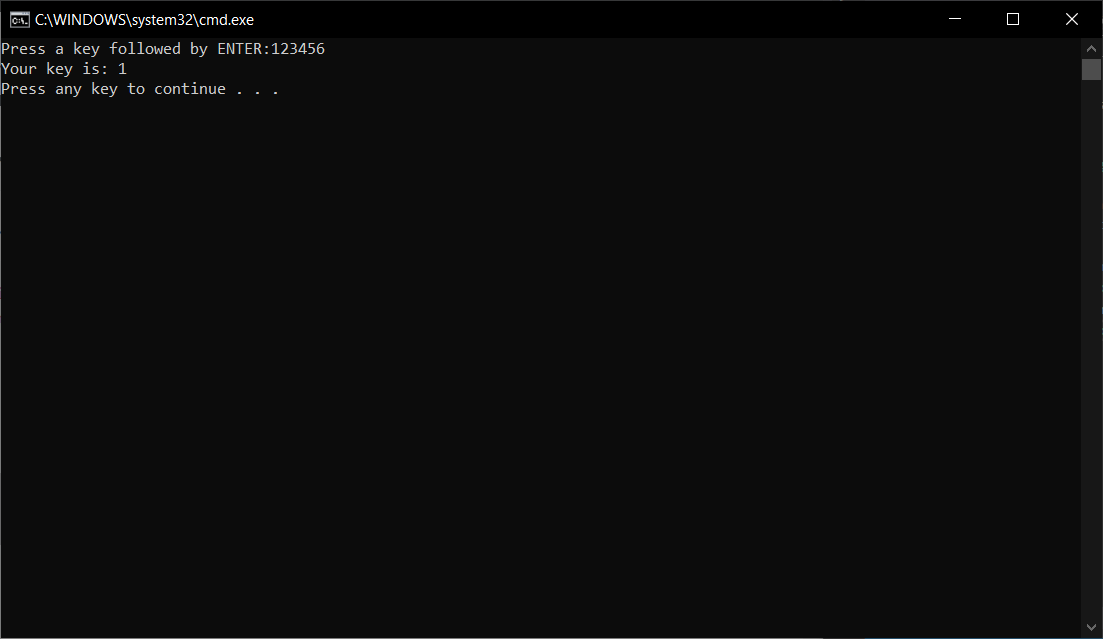 C:\WINDOWS\system32\cmd.exe
Press a key followed by ENTER:123456
Your key is: 1
Press any key to continue . . .